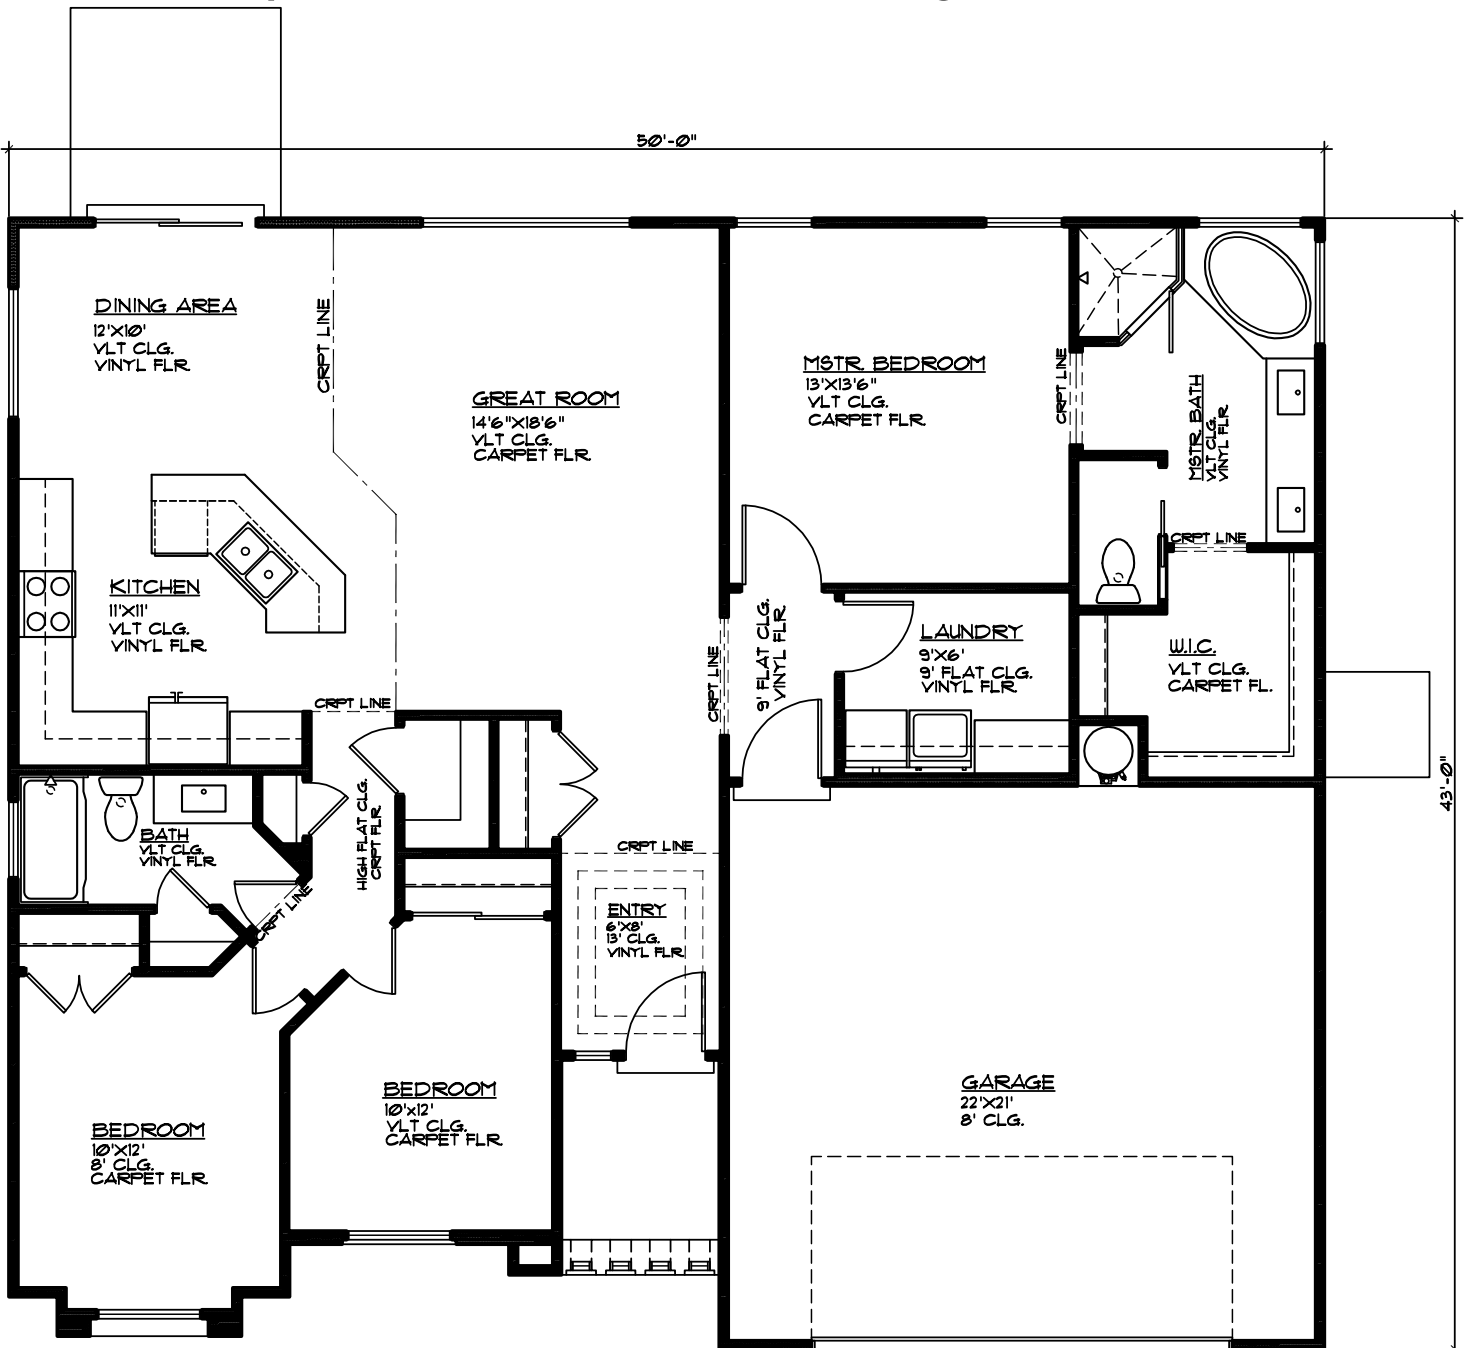 50'-0"
DINING AREA
12'X10'
VLT CLG.
VINYL FLR.
CRPT LINE
GREAT ROOM
14'6"X18'6"
VLT CLG.
CARPET FLR.
MSTR. BEDROOM
13'X13'6"
VLT CLG.
CARPET FLR.
CRPT LINE
MSTR. BATH
VLT CLG.
VINYL FLR.
CRPT LINE
KITCHEN
11'X11'
VLT CLG.
VINYL FLR.
CRPT LINE
CRPT LINE
9' FLAT CLG.
VINYL FLR.
LAUNDRY
9'X6'
9' FLAT CLG.
VINYL FLR.
W.I.C.
VLT CLG.
CARPET FL.
43'-0"
BATH
VLT CLG.
VINYL FLR.
HIGH FLAT CLG.
CRPT FLR.
CRPT LINE
CRPT LINE
ENTRY
6'X8'
13' CLG.
VINYL FLR.
BEDROOM
10'X12'
8' CLG.
CARPET FLR.
BEDROOM
10'x12'
VLT CLG.
CARPET FLR.
GARAGE
22'X21'
8' CLG.